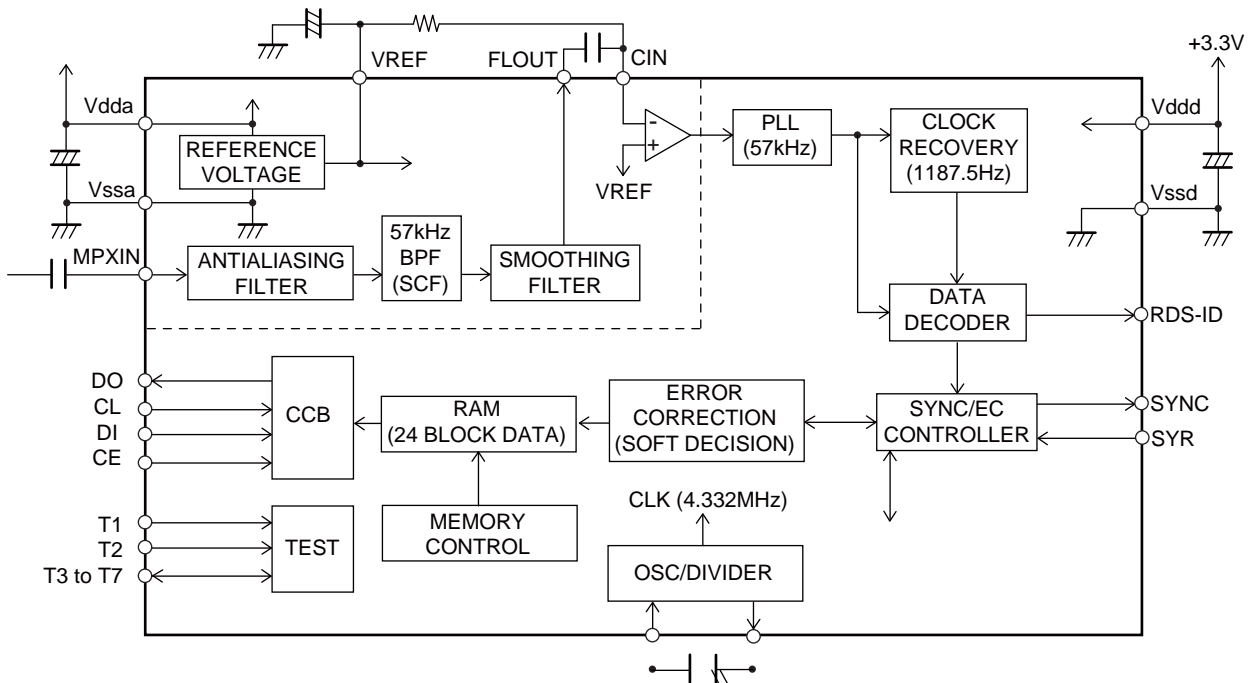 VREF
FLOUT
CIN
+3.3V
Vdda
Vddd
REFERENCE
VOLTAGE
-
+
VREF
PLL
(57kHz)
CLOCK
RECOVERY
(1187.5Hz)
Vssa
Vssd
MPXIN
ANTIALIASING
FILTER
57kHz
BPF
(SCF)
SMOOTHING
FILTER
DATA
DECODER
RDS-ID
DO
CL
DI
CE
CCB
RAM
(24 BLOCK DATA)
ERROR
CORRECTION
(SOFT DECISION)
SYNC/EC
CONTROLLER
SYNC
SYR
T1
T2
T3 to T7
TEST
MEMORY
CONTROL
CLK (4.332MHz)
OSC/DIVIDER